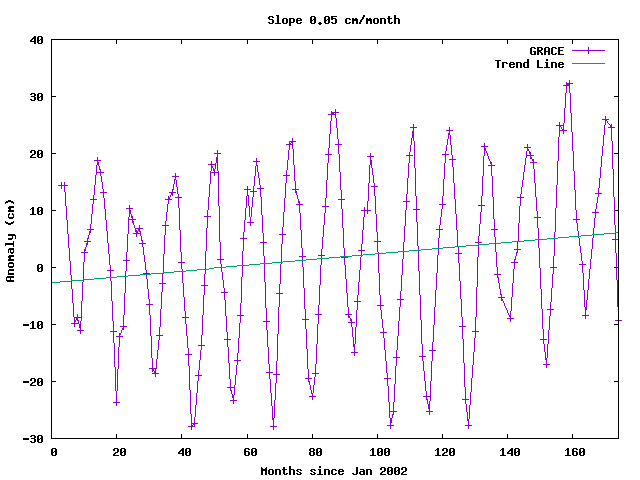 Slope 0.05 cm/month
GRACE
Trend Line
40
30
20
10
0
-10
-20
-30
Anomaly (cm)
0 20 40 60 80 100 120 140 160
Months since Jan 2002